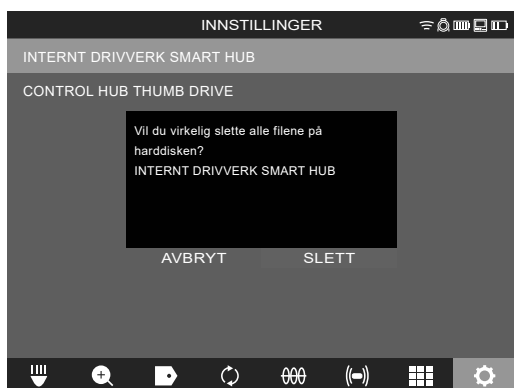 INNSTILLINGER
INTERNT DRIVVERK SMART HUB
CONTROL HUB THUMB DRIVE
Vil du virkelig slette alle filene på
harddisken?
INTERNT DRIVVERK SMART HUB
AVBRYT SLETT